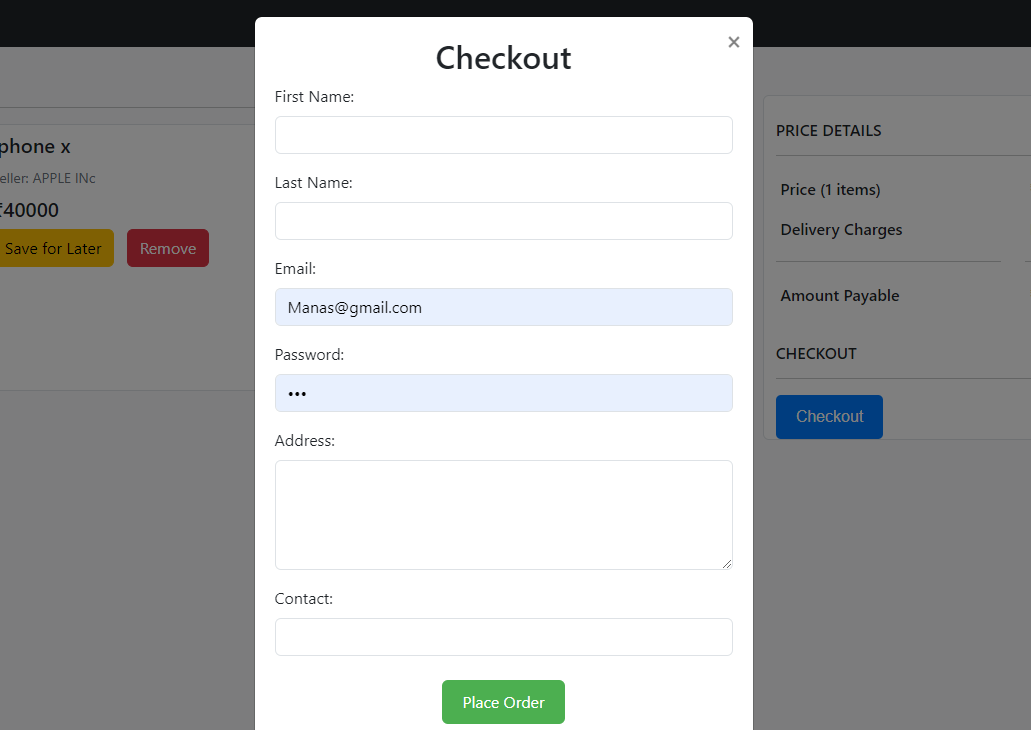 Checkout
×
First Name:
Last Name:
Email:
Manas@gmail.com
Password:
•••
Address:
Contact:
Place Order
phone x
eller: APPLE INc
₹40000
Save for Later
Remove
PRICE DETAILS
Price (1 items)
Delivery Charges
Amount Payable
CHECKOUT
Checkout